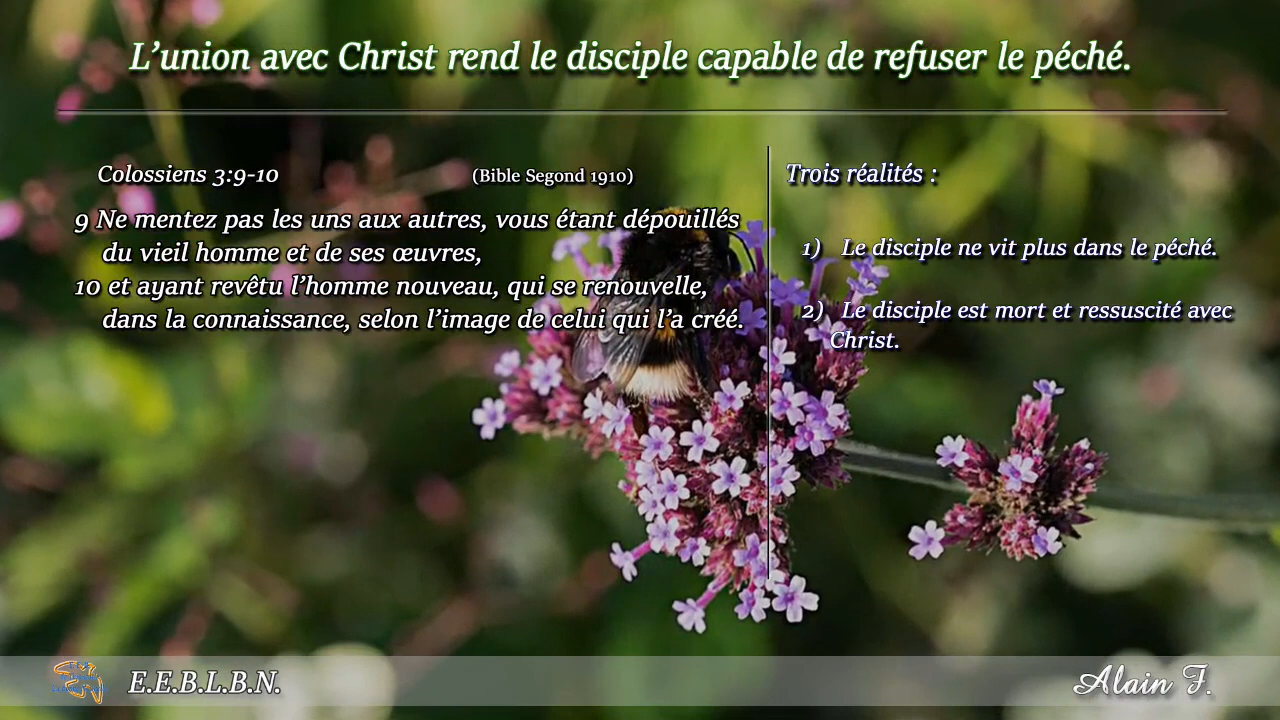 L’union avec Christ rend le disciple capable de refuser le péché.
Colossiens 3:9-10 (Bible Segond 1910)
9 Ne mentez pas les uns aux autres, vous étant dépouillés
du vieil homme et de ses œuvres,
10 et ayant revêtu l’homme nouveau, qui se renouvelle,
dans la connaissance, selon l’image de celui qui l’a créé.
Trois réalités :
1) Le disciple ne vit plus dans le péché.
2) Le disciple est mort et ressuscité avec
Christ.
E.E.B.L.B.N.
Alain F.